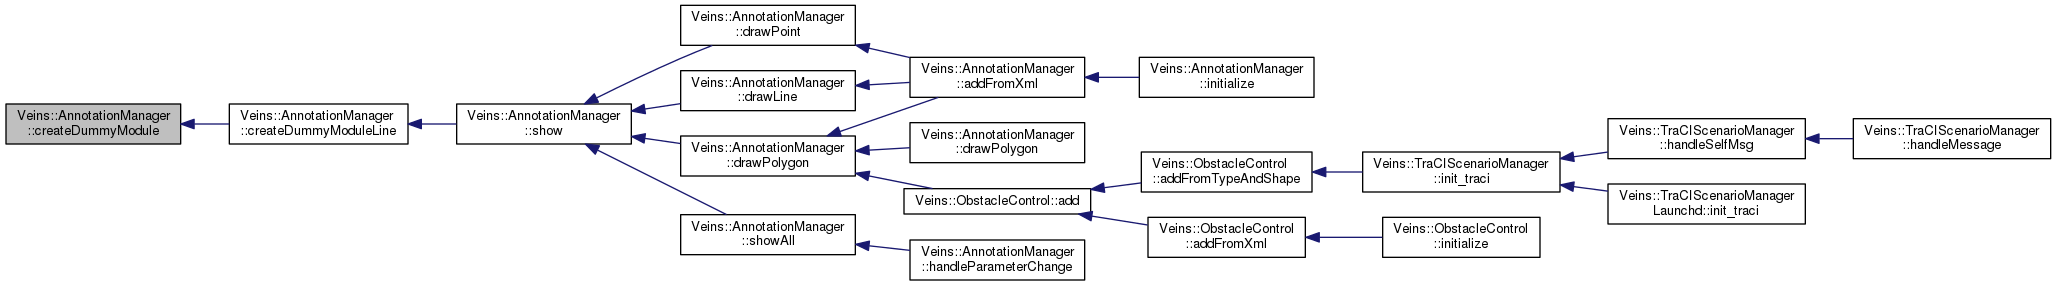 Veins::AnnotationManager
::createDummyModule
Veins::AnnotationManager
::createDummyModuleLine
Veins::AnnotationManager
::show
Veins::AnnotationManager
::drawPoint
Veins::AnnotationManager
::drawLine
Veins::AnnotationManager
::drawPolygon
Veins::AnnotationManager
::showAll
Veins::AnnotationManager
::addFromXml
Veins::AnnotationManager
::drawPolygon
Veins::ObstacleControl::add
Veins::AnnotationManager
::handleParameterChange
Veins::AnnotationManager
::initialize
Veins::ObstacleControl
::addFromTypeAndShape
Veins::ObstacleControl
::addFromXml
Veins::TraCIScenarioManager
::init_traci
Veins::ObstacleControl
::initialize
Veins::TraCIScenarioManager
::handleSelfMsg
Veins::TraCIScenarioManager
Launchd::init_traci
Veins::TraCIScenarioManager
::handleMessage